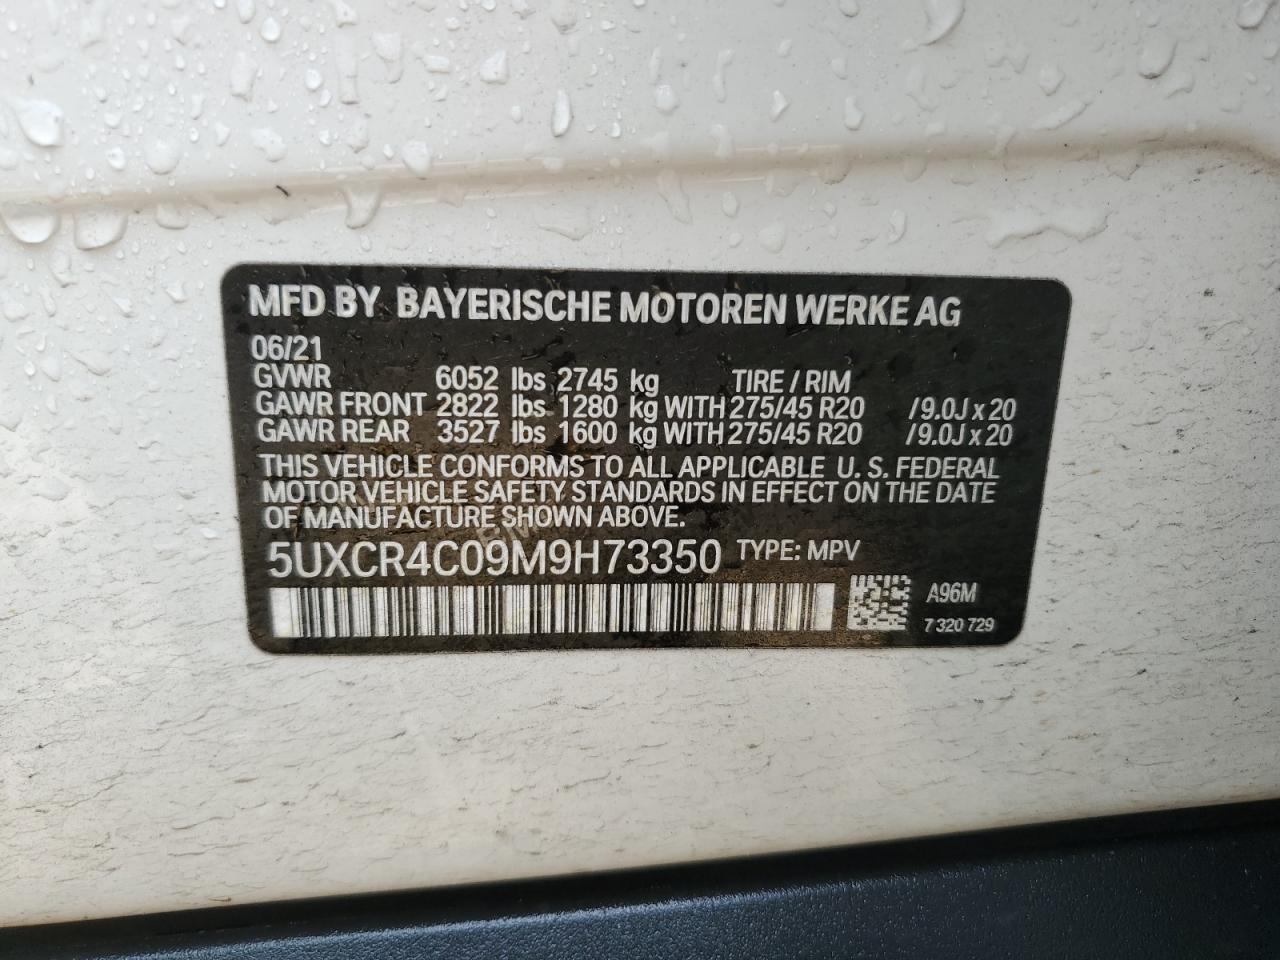 MFD BY BAYERISCHE MOTOREN WERKE AG
06/21
GVWR 6052 lbs 2745 kg TIRE / RIM
GAWR FRONT 2822 lbs 1280 kg WITH 275/45 R20 /9.0J x 20
GAWR REAR 3527 lbs 1600 kg WITH 275/45 R20 /9.0J x 20
THIS VEHICLE CONFORMS TO ALL APPLICABLE U. S. FEDERAL
MOTOR VEHICLE SAFETY STANDARDS IN EFFECT ON THE DATE
OF MANUFACTURE SHOWN ABOVE.
5UXCR4C09M9H73350 TYPE: MPV
A96M
7 320 729